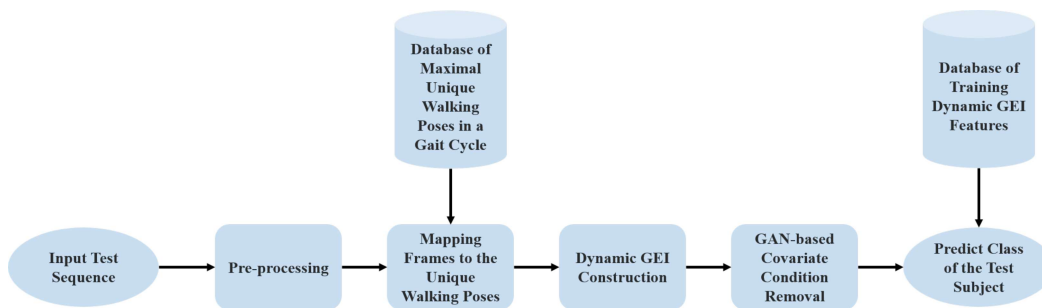 Database of
Maximal
Unique
Walking
Poses in a
Gait Cycle
Database of
Training
Dynamic GEI
Features
Input Test
Sequence
Pre-processing
Mapping
Frames to the
Unique
Walking Poses
Dynamic GEI
Construction
GAN-based
Covariate
Condition
Removal
Predict Class
of the Test
Subject